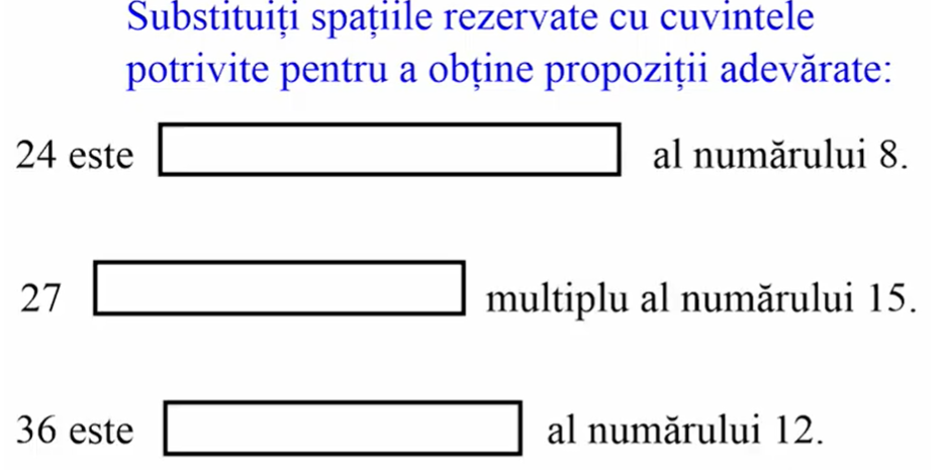 Substituiți spațiile rezervate cu cuvintele
potrivite pentru a obține propoziții adevărate:
24 este al numărului 8.
27 multiplu al numărului 15.
36 este al numărului 12.